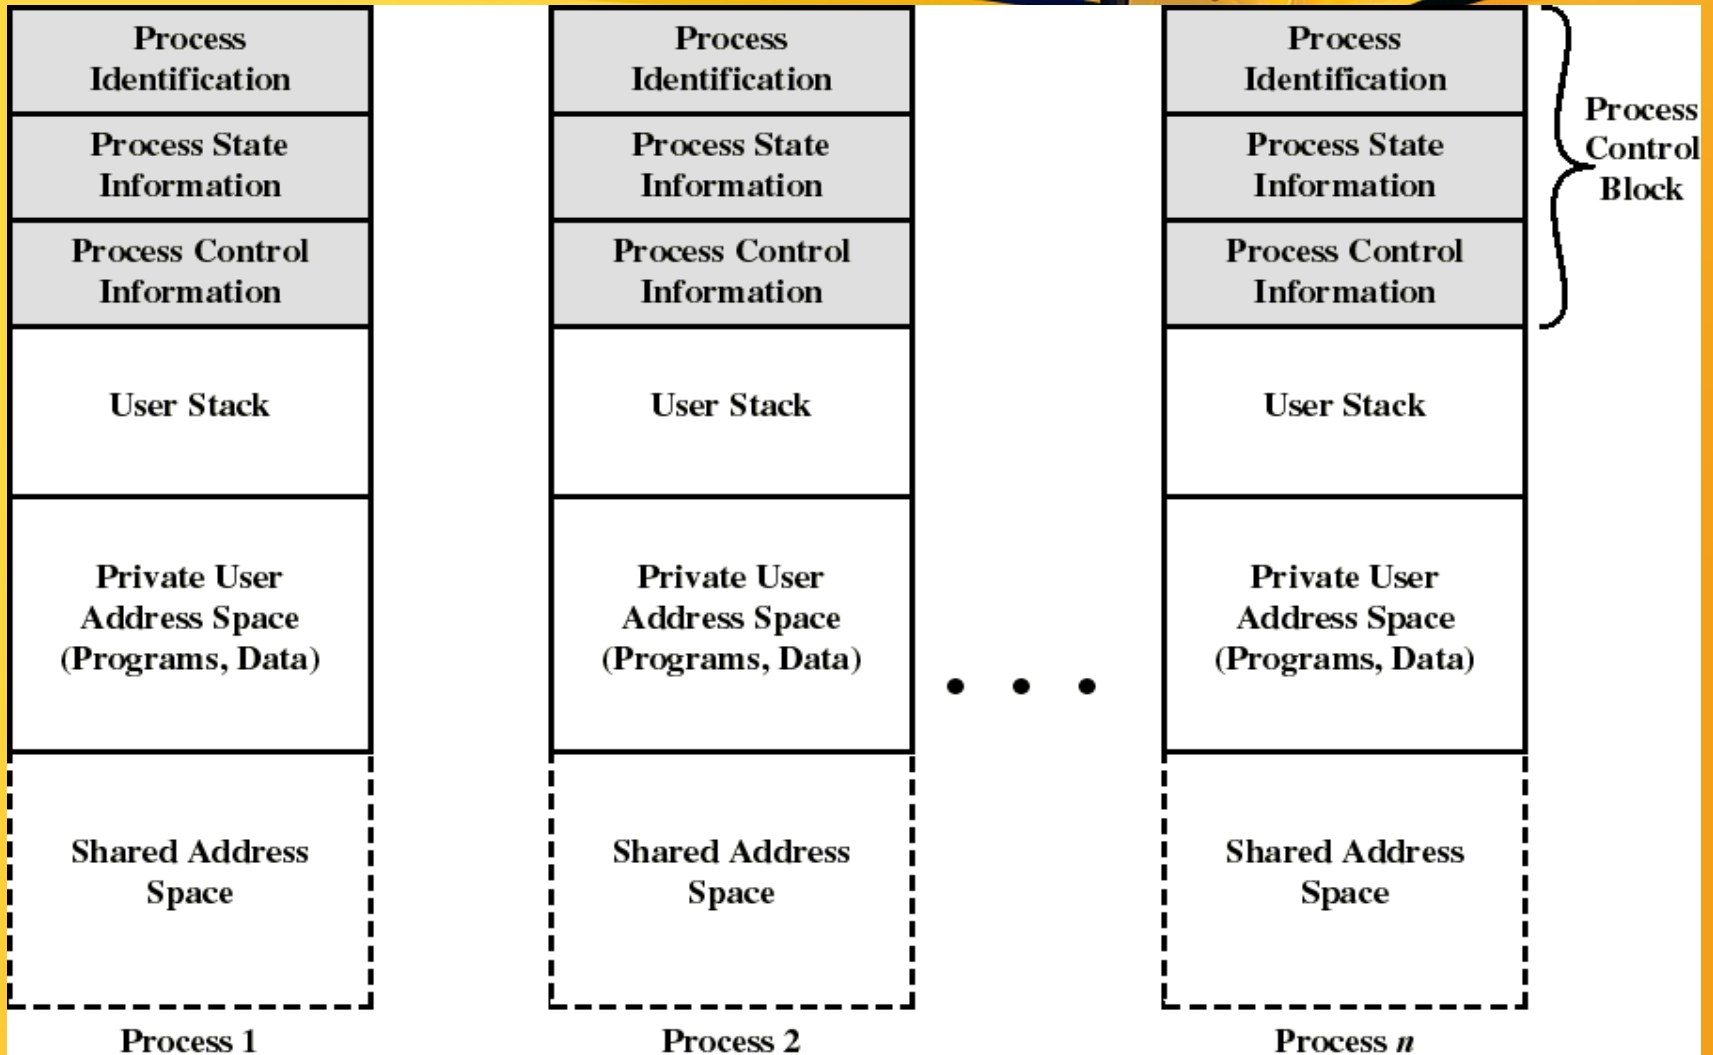 Process
Identification
Process State
Information
Process Control
Information
User Stack
Private User
Address Space
(Programs, Data)
Shared Address
Space
Process 1
Process
Identification
Process State
Information
Process Control
Information
User Stack
Private User
Address Space
(Programs, Data)
Shared Address
Space
Process 2
• • •
Process
Identification
Process State
Information
Process Control
Information
User Stack
Private User
Address Space
(Programs, Data)
Shared Address
Space
Process n
Process
Control
Block